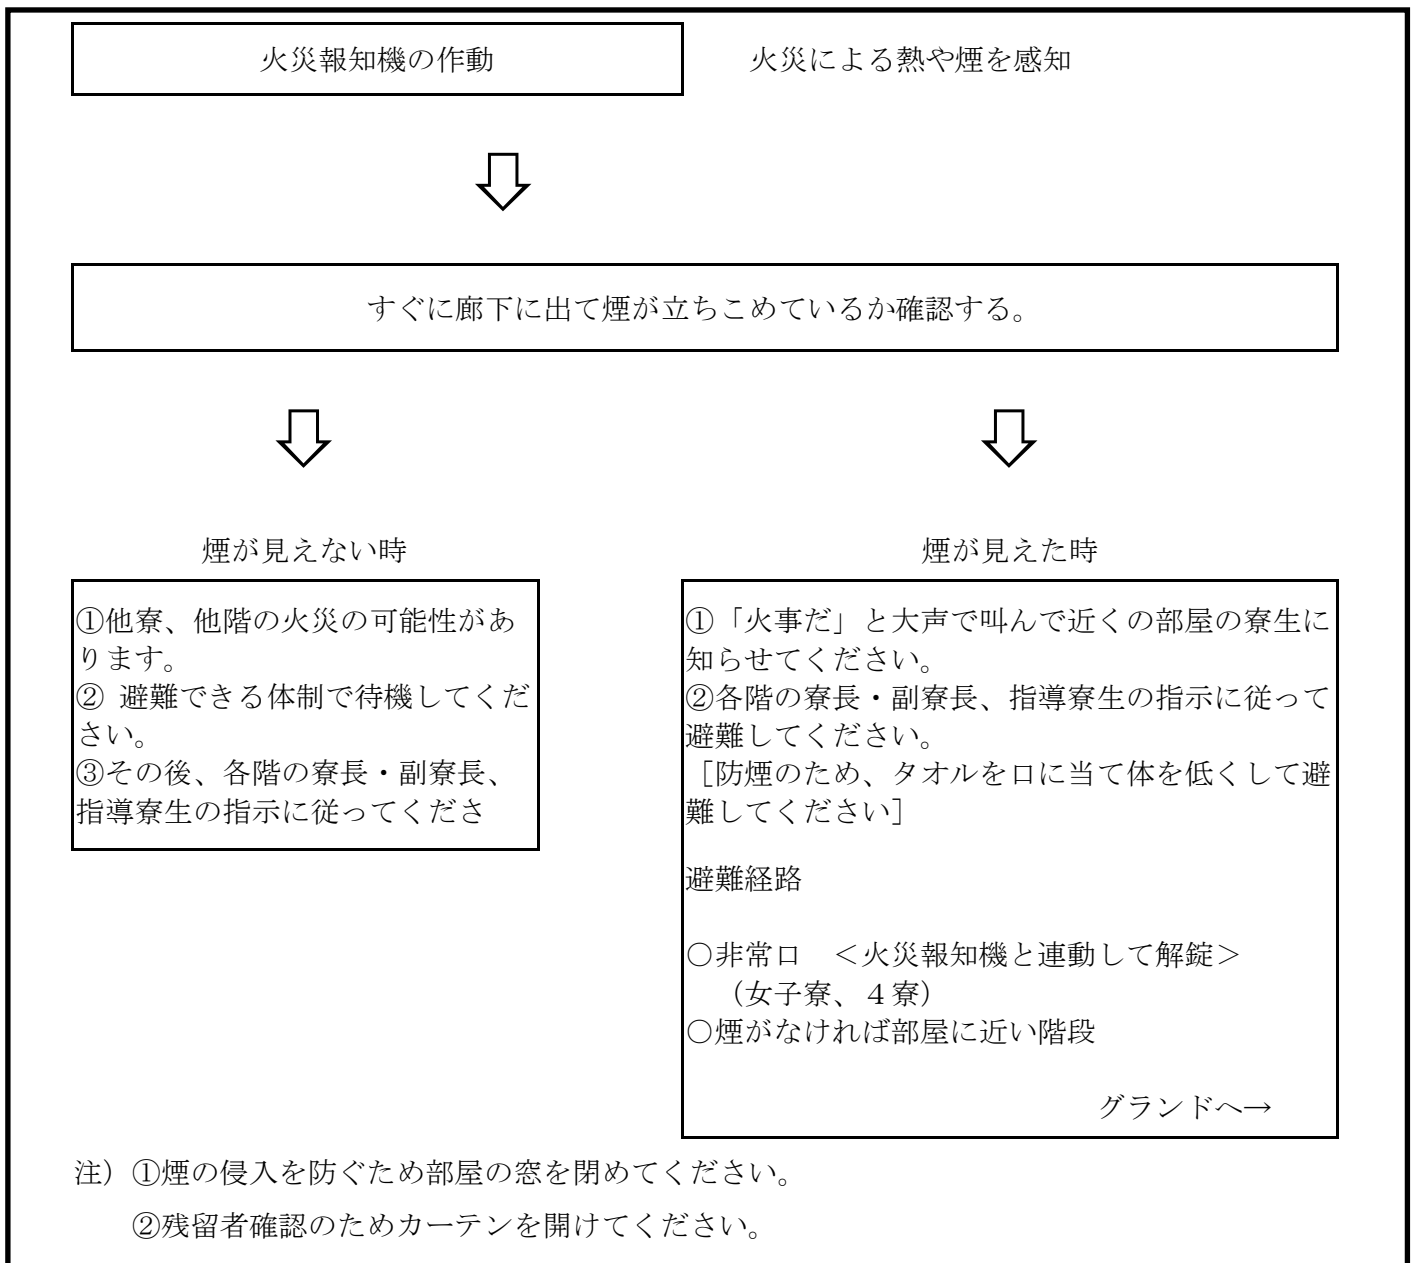 火災報知機の作動
火災による熱や煙を感知
すぐに廊下に出て煙が立ちこめているか確認する。
煙が見えない時
①他寮、他階の火災の可能性があ
ります。
② 避難できる体制で待機してくだ
さい。
③その後、各階の寮長・副寮長、
指導寮生の指示に従ってくださ
煙が見えた時
①「火事だ」と大声で叫んで近くの部屋の寮生に
知らせてください。
②各階の寮長・副寮長、指導寮生の指示に従って
避難してください。
［防煙のため、タオルを口に当て体を低くして避
難してください］
避難経路
○非常口　＜火災報知機と連動して解錠＞
（女子寮、４寮）
○煙がなければ部屋に近い階段
グランドへ→
注）①煙の侵入を防ぐため部屋の窓を閉めてください。
②残留者確認のためカーテンを開けてください。